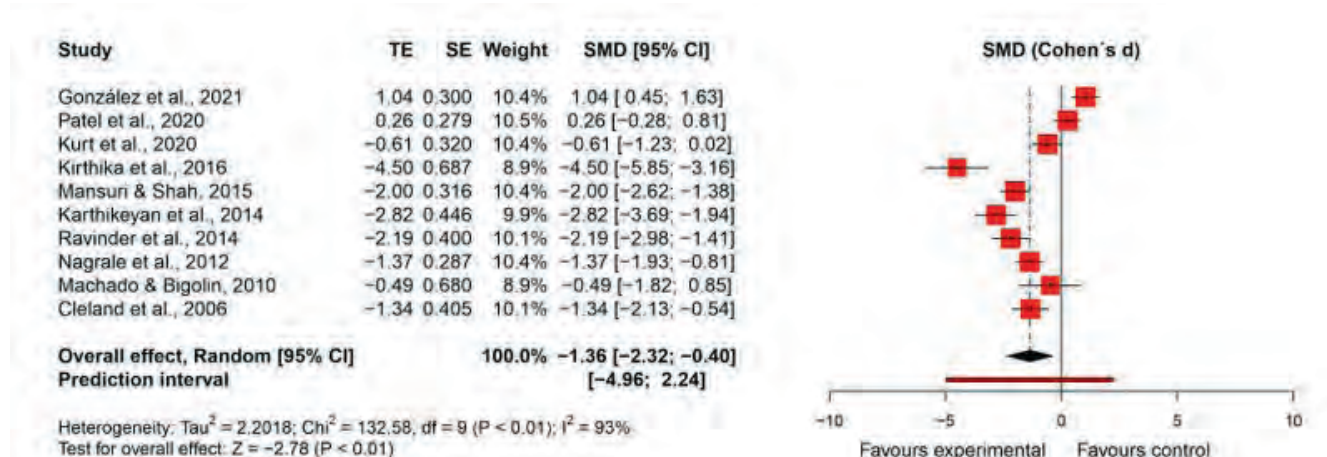 Study TE SE Weight SMD [95% CI] SMD (Cohen´s d)
González et al., 2021 1.04 0.300 10.4% 1.04 [ 0.45; 1.63]
Patel et al., 2020 0.26 0.279 10.5% 0.26 [−0.28; 0.81]
Kurt et al., 2020 −0.61 0.320 10.4% −0.61 [−1.23; 0.02]
Kirthika et al., 2016 −4.50 0.687 8.9% −4.50 [−5.85; −3.16]
Mansuri & Shah, 2015 −2.00 0.316 10.4% −2.00 [−2.62; −1.38]
Karthikeyan et al., 2014 −2.82 0.446 9.9% −2.82 [−3.69; −1.94]
Ravinder et al., 2014 −2.19 0.400 10.1% −2.19 [−2.98; −1.41]
Nagrale et al., 2012 −1.37 0.287 10.4% −1.37 [−1.93; −0.81]
Machado & Bigolin, 2010 −0.49 0.680 8.9% −0.49 [−1.82; 0.85]
Cleland et al., 2006 −1.34 0.405 10.1% −1.34 [−2.13; −0.54]
Overall effect, Random [95% CI] 100.0% −1.36 [−2.32; −0.40]
Prediction interval [−4.96; 2.24]
−10 −5 0 5 10
Heterogeneity: Tau² = 2.2018; Chi² = 132.58, df = 9 (P < 0.01); I² = 93%
Test for overall effect: Z = −2.78 (P < 0.01) Favours experimental Favours control